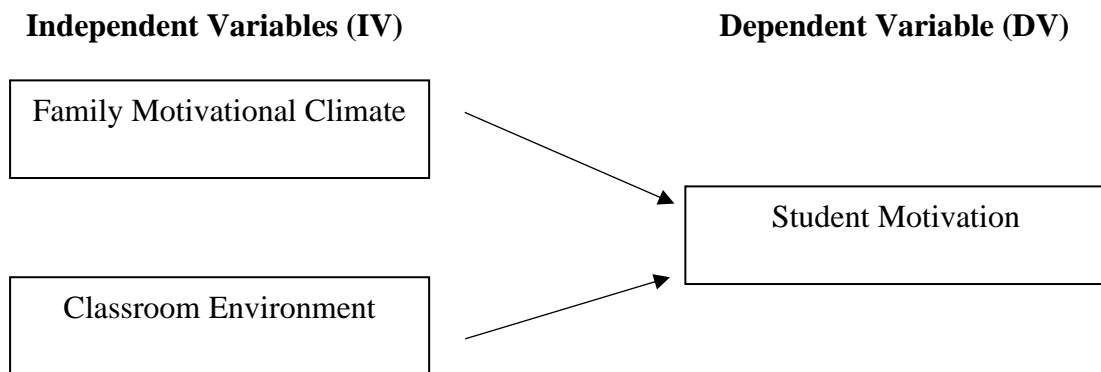 Independent Variables (IV)
Dependent Variable (DV)
Family Motivational Climate
Student Motivation
Classroom Environment